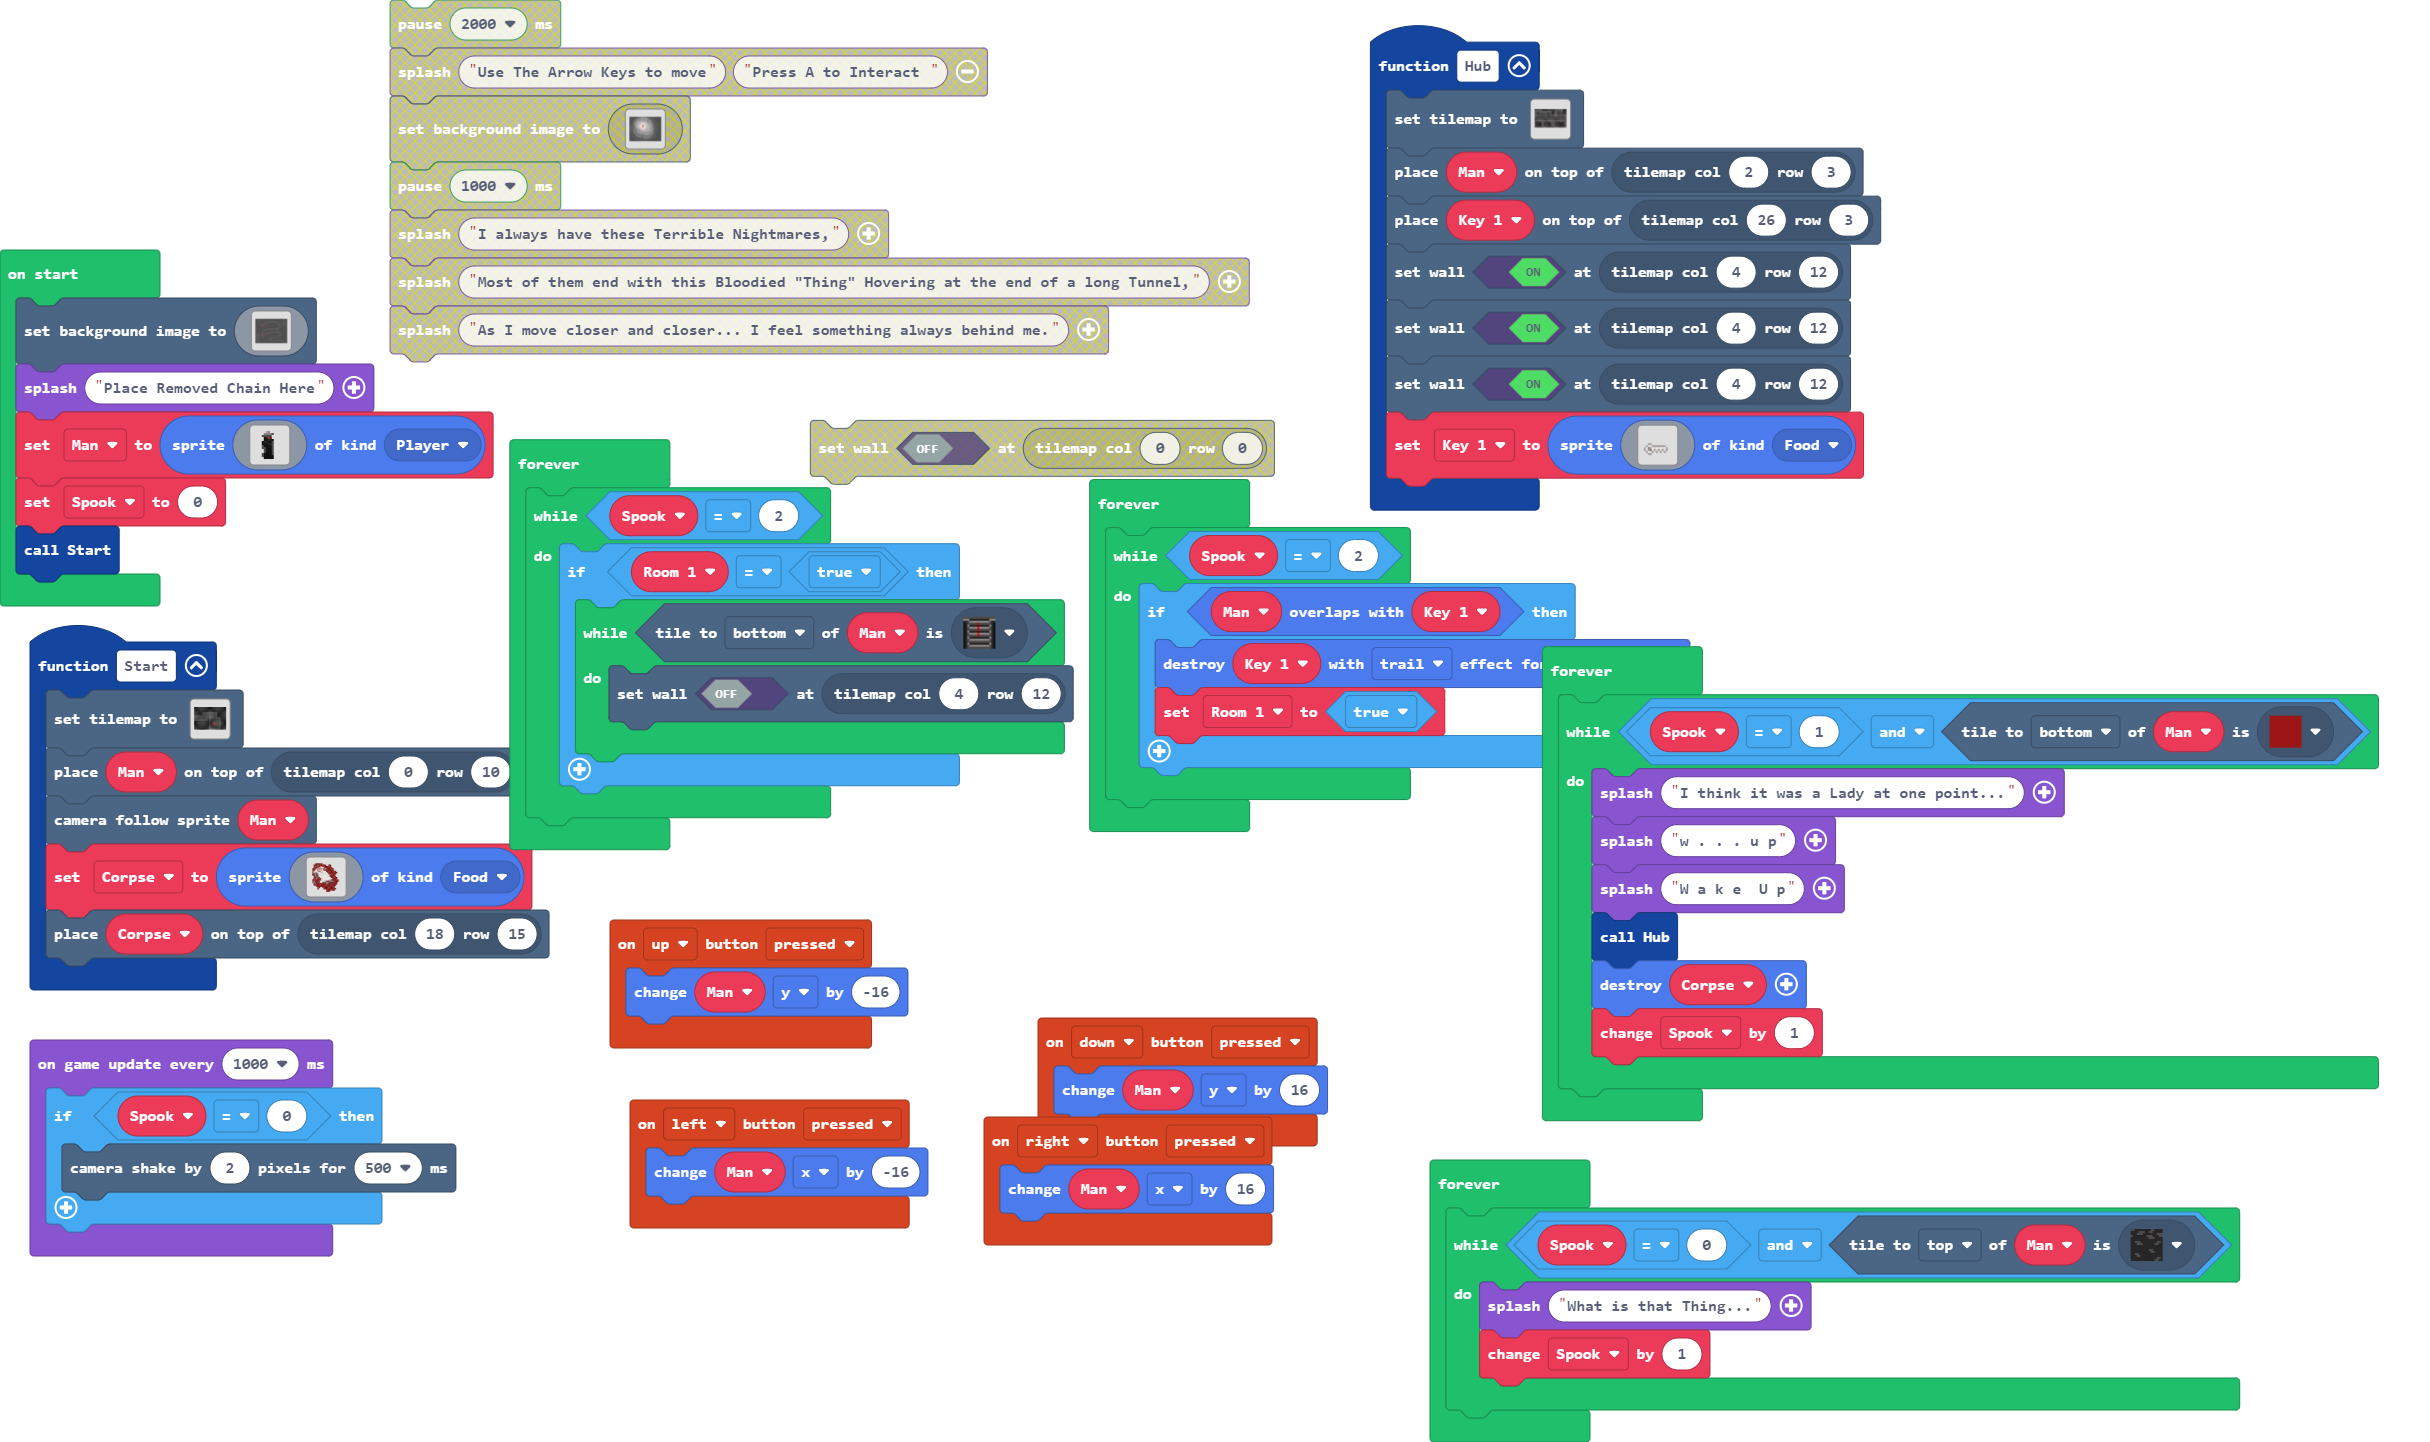 pause 2000 ms
splash "Use The Arrow Keys to move" "Press A to Interact "
set background image to
pause 1000 ms
splash "I always have these Terrible Nightmares,"
splash "Most of them end with this Bloodied "Thing" Hovering at the end of a long Tunnel,"
splash "As I move closer and closer... I feel something always behind me."
on start
set background image to
splash "Place Removed Chain Here"
set Man to sprite of kind Player
set Spook to 0
call Start
function Start
set tilemap to
place Man on top of tilemap col 0 row 10
camera follow sprite Man
set Corpse to sprite of kind Food
place Corpse on top of tilemap col 18 row 15
on game update every 1000 ms
if Spook = 0 then
camera shake by 2 pixels for 500 ms
forever
while Spook = 2
do if Room 1 = true then
while tile to bottom of Man is
do set wall OFF at tilemap col 4 row 12
set wall OFF at tilemap col 0 row 0
forever
while Spook = 2
do if Man overlaps with Key 1 then
destroy Key 1 with trail effect for
set Room 1 to true
function Hub
set tilemap to
place Man on top of tilemap col 2 row 3
place Key 1 on top of tilemap col 26 row 3
set wall ON at tilemap col 4 row 12
set wall ON at tilemap col 4 row 12
set wall ON at tilemap col 4 row 12
set Key 1 to sprite of kind Food
forever
while Spook = 1 and tile to bottom of Man is
do splash "I think it was a Lady at one point..."
splash "w . . . u p"
splash "W a k e  U p"
call Hub
destroy Corpse
change Spook by 1
on up button pressed
change Man y by -16
on left button pressed
change Man x by -16
on down button pressed
change Man y by 16
on right button pressed
change Man x by 16
forever
while Spook = 0 and tile to top of Man is
do splash "What is that Thing..."
change Spook by 1